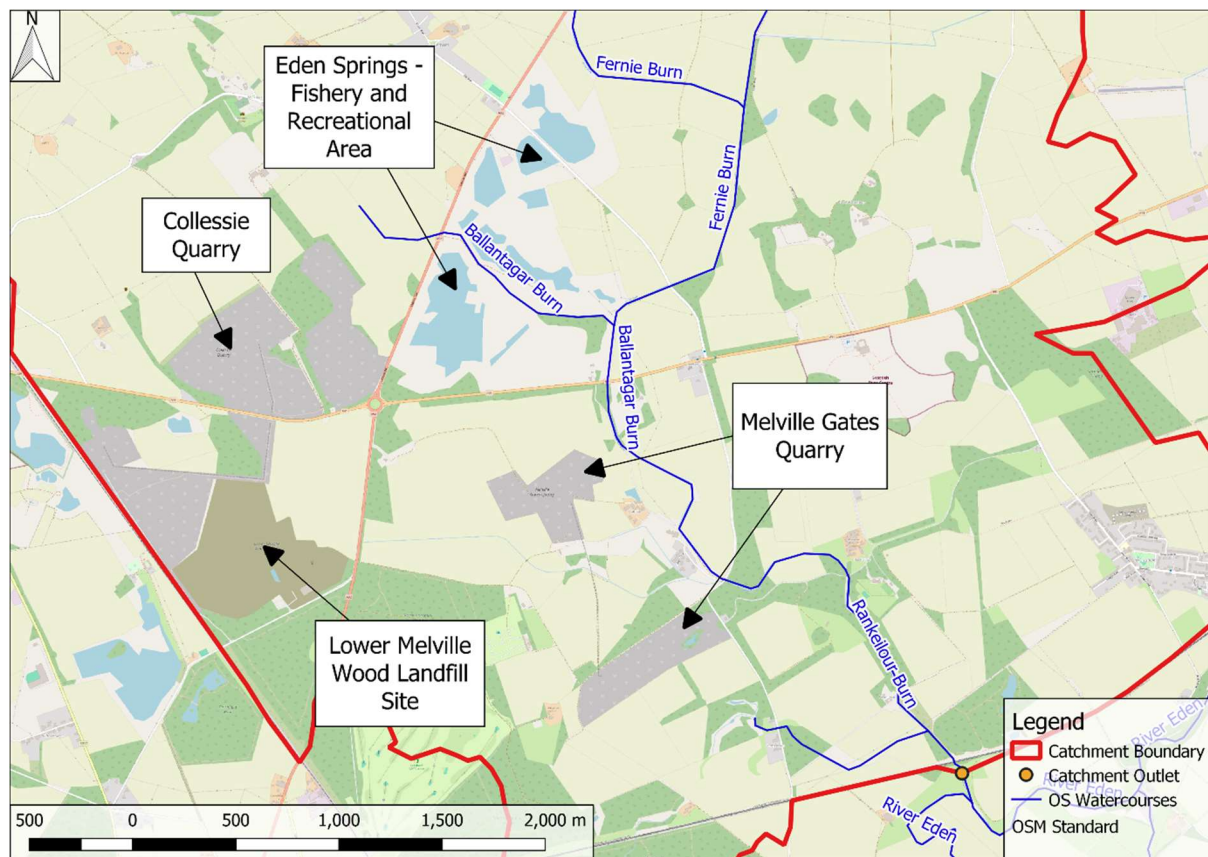 N
Eden Springs -
Fishery and
Recreational
Area
Fernie Burn
Fernie Burn
Collessie
Quarry
Ballantagar Burn
Ballantagar Burn
Melville Gates
Quarry
Lower Melville
Wood Landfill
Site
Rankeilour-Burn
River Eden
River Eden
River Eden
Legend
Catchment Boundary
Catchment Outlet
OS Watercourses
OSM Standard
500 0 500 1,000 1,500 2,000 m